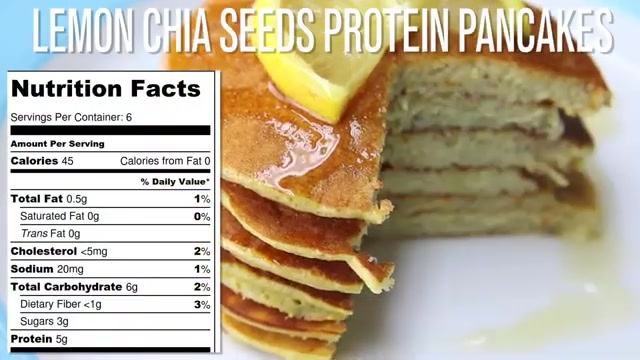 LEMON CHIA SEEDS PROTEIN PANCAKES
Nutrition Facts
Servings Per Container: 6
Amount Per Serving
Calories 45 Calories from Fat 0
% Daily Value*
Total Fat 0.5g 1%
Saturated Fat 0g 0%
Trans Fat 0g
Cholesterol <5mg 2%
Sodium 20mg 1%
Total Carbohydrate 6g 2%
Dietary Fiber <1g 3%
Sugars 3g
Protein 5g